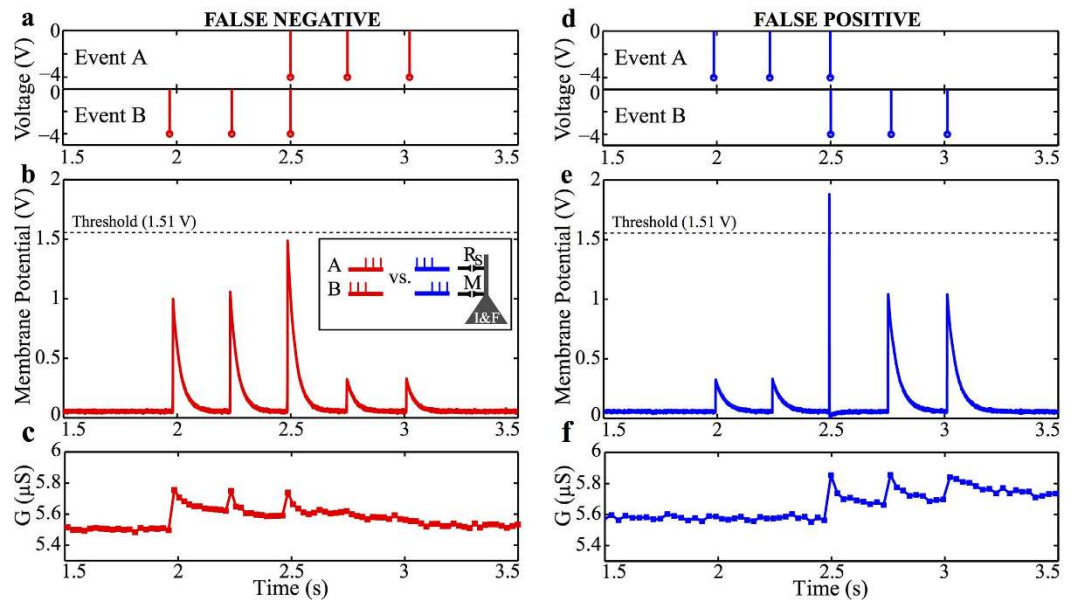 a
FALSE NEGATIVE
Voltage (V)
0
−4
0
−4
Event A
Event B
1.5
2
2.5
3
3.5
b
Membrane Potential (V)
2
1.5
1
0.5
0
Threshold (1.51 V)
A
B
vs.
RS
M
I&F
1.5
2
2.5
3
3.5
c
G (μS)
6
5.8
5.6
5.4
1.5
2
2.5
3
3.5
Time (s)
d
FALSE POSITIVE
Voltage (V)
0
−4
0
−4
Event A
Event B
1.5
2
2.5
3
3.5
e
Membrane Potential (V)
2
1.5
1
0.5
0
Threshold (1.51 V)
1.5
2
2.5
3
3.5
f
G (μS)
6
5.8
5.6
5.4
1.5
2
2.5
3
3.5
Time (s)